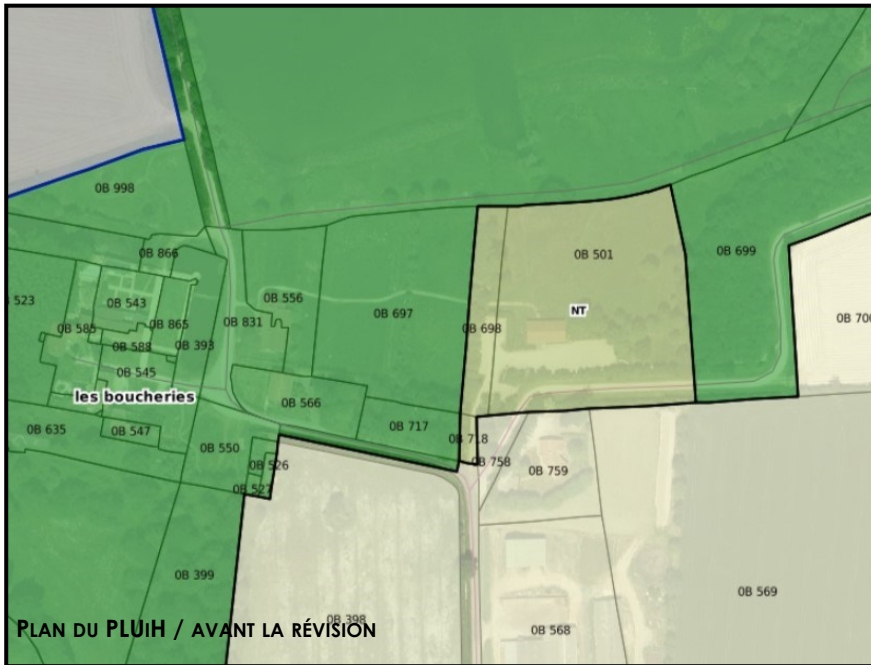 0B 998
0B 866
0B 523
0B 543
0B 556
0B 501
0B 699
0B 585
0B 865
0B 831
0B 697
0B 698
NT
0B 588
0B 393
0B 545
les boucheries
0B 566
0B 635
0B 547
0B 550
0B 717
0B 718
0B 526
0B 758
0B 759
0B 527
0B 399
0B 398
0B 569
0B 568
PLAN DU PLUIH / AVANT LA RÉVISION